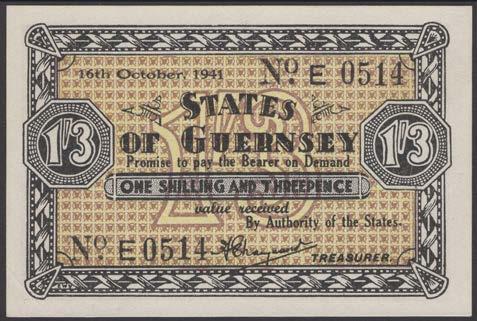 16th October, 1941 No. E 0514
STATES
OF GUERNSEY
1'/3 1'/3
Promise to pay the Bearer on Demand
ONE SHILLING AND THREEPENCE
value received
By Authority of the States.
No. E 0514
TREASURER.